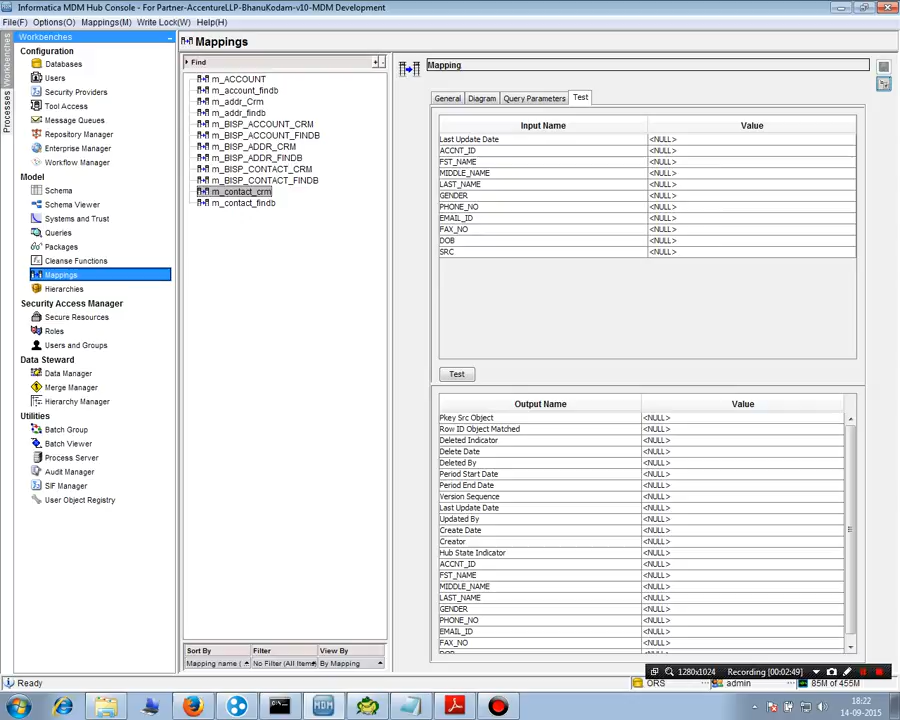 Informatica MDM Hub Console - For Partner-AccentureLLP-BhanuKodam-v10-MDM Development
File(F) Options(O) Mappings(M) Write Lock(W) Help(H)
Workbenches
Processes
Workbenches
Configuration
Databases
Users
Security Providers
Tool Access
Message Queues
Repository Manager
Enterprise Manager
Workflow Manager
Model
Schema
Schema Viewer
Systems and Trust
Queries
Packages
Cleanse Functions
Mappings
Hierarchies
Security Access Manager
Secure Resources
Roles
Users and Groups
Data Steward
Data Manager
Merge Manager
Hierarchy Manager
Utilities
Batch Group
Batch Viewer
Process Server
Audit Manager
SIF Manager
User Object Registry
Mappings
Find
m_ACCOUNT
m_account_findb
m_addr_Crm
m_addr_findb
m_BISP_ACCOUNT_CRM
m_BISP_ACCOUNT_FINDB
m_BISP_ADDR_CRM
m_BISP_ADDR_FINDB
m_BISP_CONTACT_CRM
m_BISP_CONTACT_FINDB
m_contact_crm
m_contact_findb
Sort By Filter View By
Mapping name ( No Filter (All Items By Mapping
Mapping
General Diagram Query Parameters Test
Input Name Value
Last Update Date <NULL>
ACCNT_ID <NULL>
FST_NAME <NULL>
MIDDLE_NAME <NULL>
LAST_NAME <NULL>
GENDER <NULL>
PHONE_NO <NULL>
EMAIL_ID <NULL>
FAX_NO <NULL>
DOB <NULL>
SRC <NULL>
Test
Output Name Value
Pkey Src Object <NULL>
Row ID Object Matched <NULL>
Deleted Indicator <NULL>
Delete Date <NULL>
Deleted By <NULL>
Period Start Date <NULL>
Period End Date <NULL>
Version Sequence <NULL>
Last Update Date <NULL>
Updated By <NULL>
Create Date <NULL>
Creator <NULL>
Hub State Indicator <NULL>
ACCNT_ID <NULL>
FST_NAME <NULL>
MIDDLE_NAME <NULL>
LAST_NAME <NULL>
GENDER <NULL>
PHONE_NO <NULL>
EMAIL_ID <NULL>
FAX_NO <NULL>
DOB <NULL>
1280x1024 Recording [00:02:49]
Ready
ORS admin 85M of 455M
MDM
18:22
14-09-2015